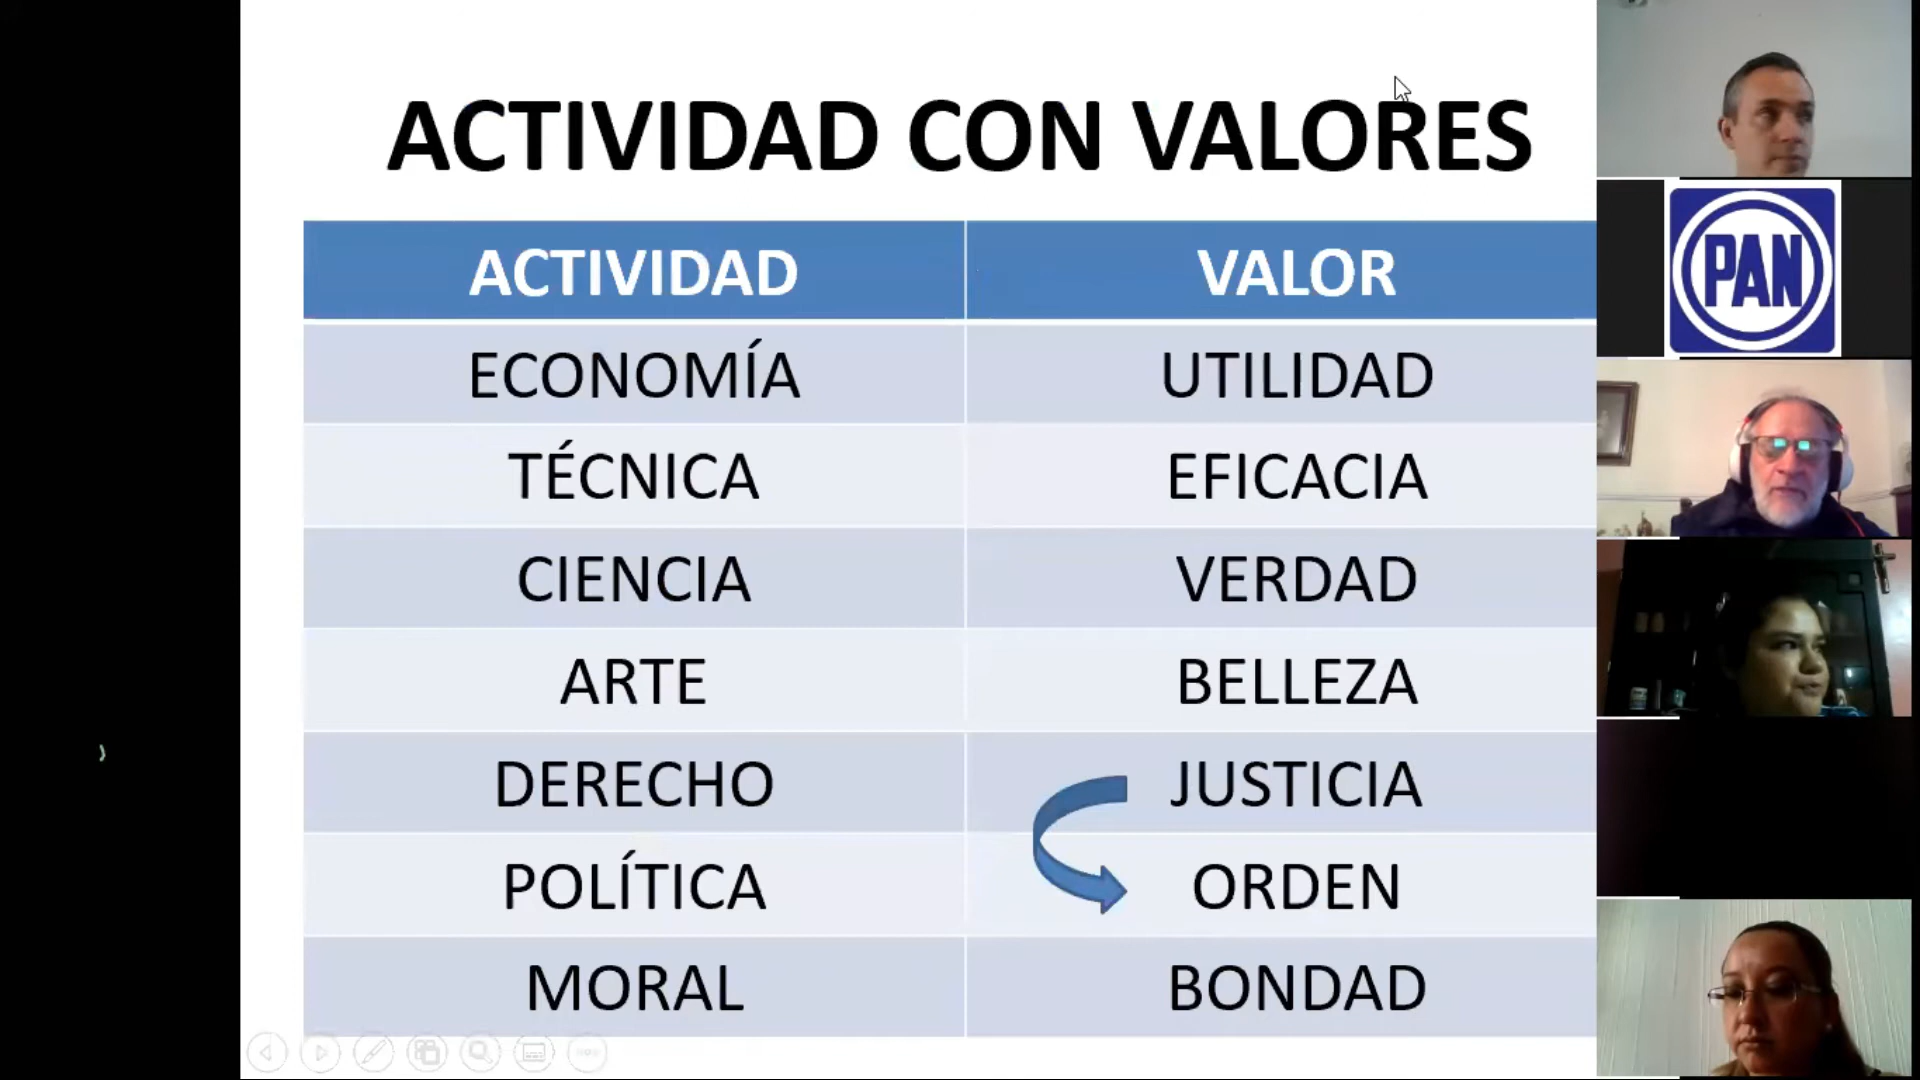 ACTIVIDAD CON VALORES
ACTIVIDAD VALOR
ECONOMÍA UTILIDAD
TÉCNICA EFICACIA
CIENCIA VERDAD
ARTE BELLEZA
DERECHO JUSTICIA
POLÍTICA ORDEN
MORAL BONDAD
PAN